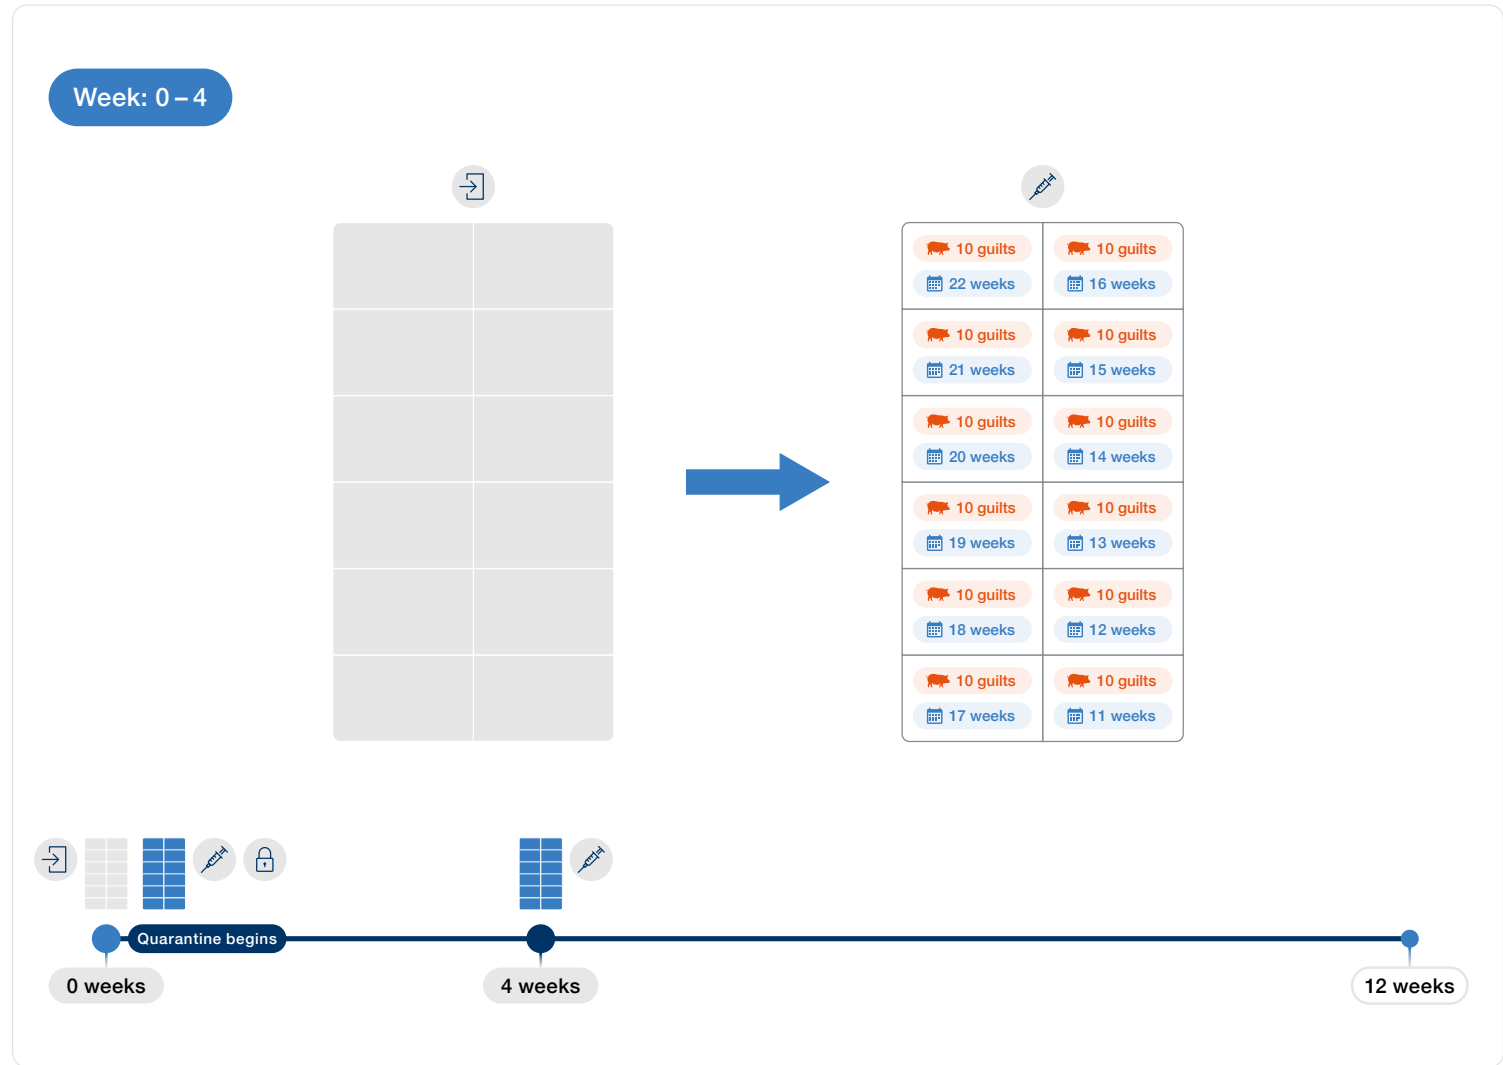 Week: 0 – 4
10 guilts 10 guilts
22 weeks 16 weeks
10 guilts 10 guilts
21 weeks 15 weeks
10 guilts 10 guilts
20 weeks 14 weeks
10 guilts 10 guilts
19 weeks 13 weeks
10 guilts 10 guilts
18 weeks 12 weeks
10 guilts 10 guilts
17 weeks 11 weeks
Quarantine begins
0 weeks 4 weeks 12 weeks